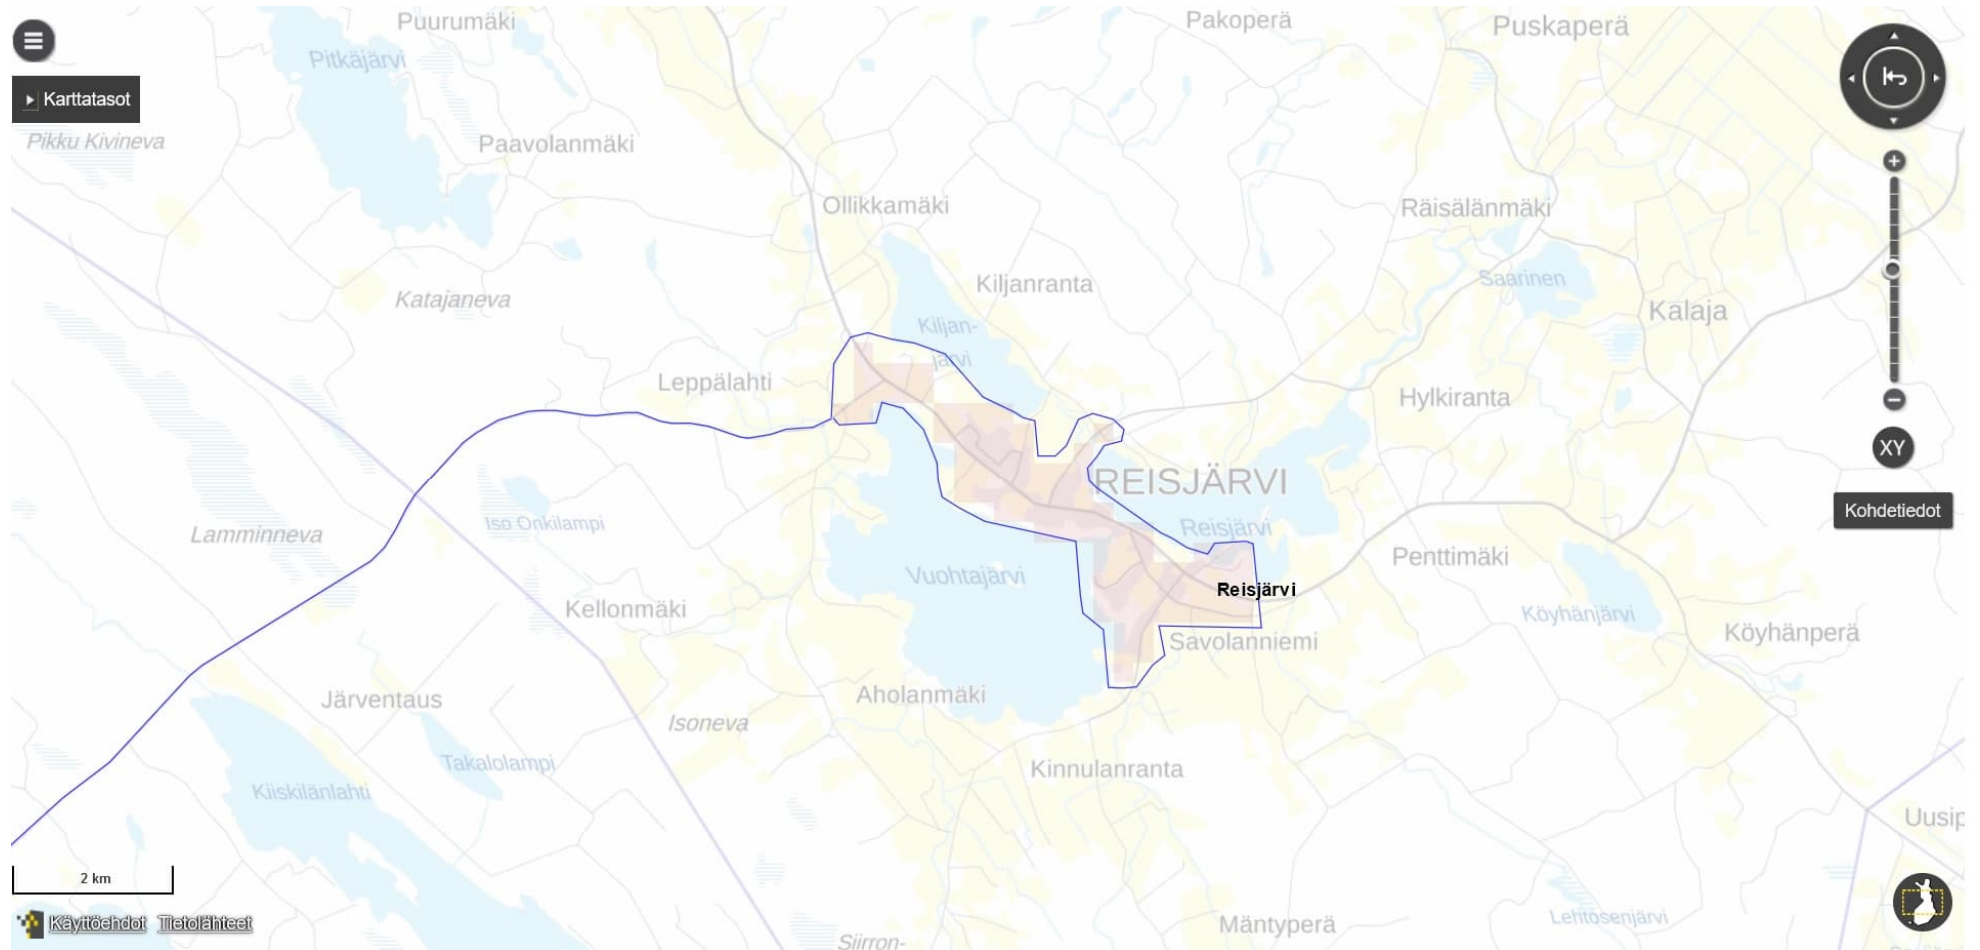 Puurumäki
Pakoperä
Puskaperä
Pitkäjärvi
Karttatasot
Pikku Kivineva
Paavolanmäki
Ollikkamäki
Räisälänmäki
Kiljanranta
Saarinen
Katajaneva
Kalaja
Kiljan-
järvi
Leppälahti
Hylkiranta
XY
REISJÄRVI
Kohdetiedot
Iso Onkilampi
Reisjärvi
Lamminneva
Penttimäki
Vuohtajärvi
Reisjärvi
Kellonmäki
Köyhänjärvi
Köyhänperä
Savolanniemi
Järventaus
Aholanmäki
Isoneva
Takalolampi
Kinnulanranta
Kiiskilänlahti
Uusip
2 km
Käyttöehdot Tietolähteet
Mäntyperä
Lehtosenjärvi
Siirron-